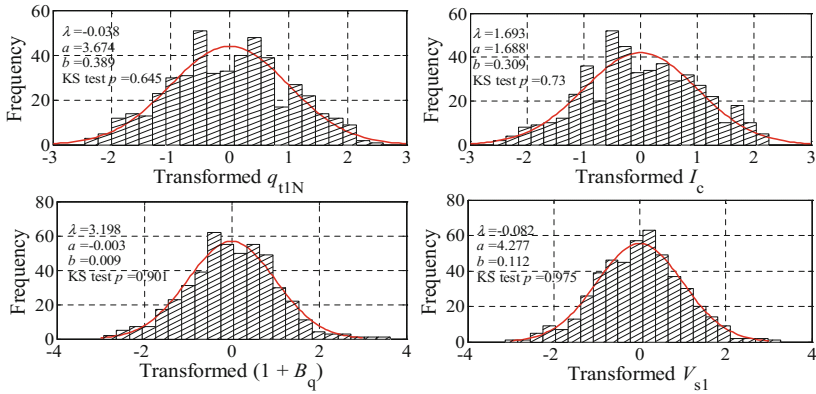 60
40
20
0
Frequency
λ=-0.038
a =3.674
b =0.389
KS test p =0.645
-3 -2 -1 0 1 2 3
Transformed q_t1N
60
40
20
0
Frequency
λ=1.693
a =1.688
b =0.309
KS test p =0.73
-3 -2 -1 0 1 2 3
Transformed I_c
80
60
40
20
0
Frequency
λ=3.198
a =-0.003
b =0.009
KS test p =0.901
-4 -2 0 2 4
Transformed (1 + B_q)
80
60
40
20
0
Frequency
λ=-0.082
a =4.277
b =0.112
KS test p =0.975
-4 -2 0 2 4
Transformed V_s1